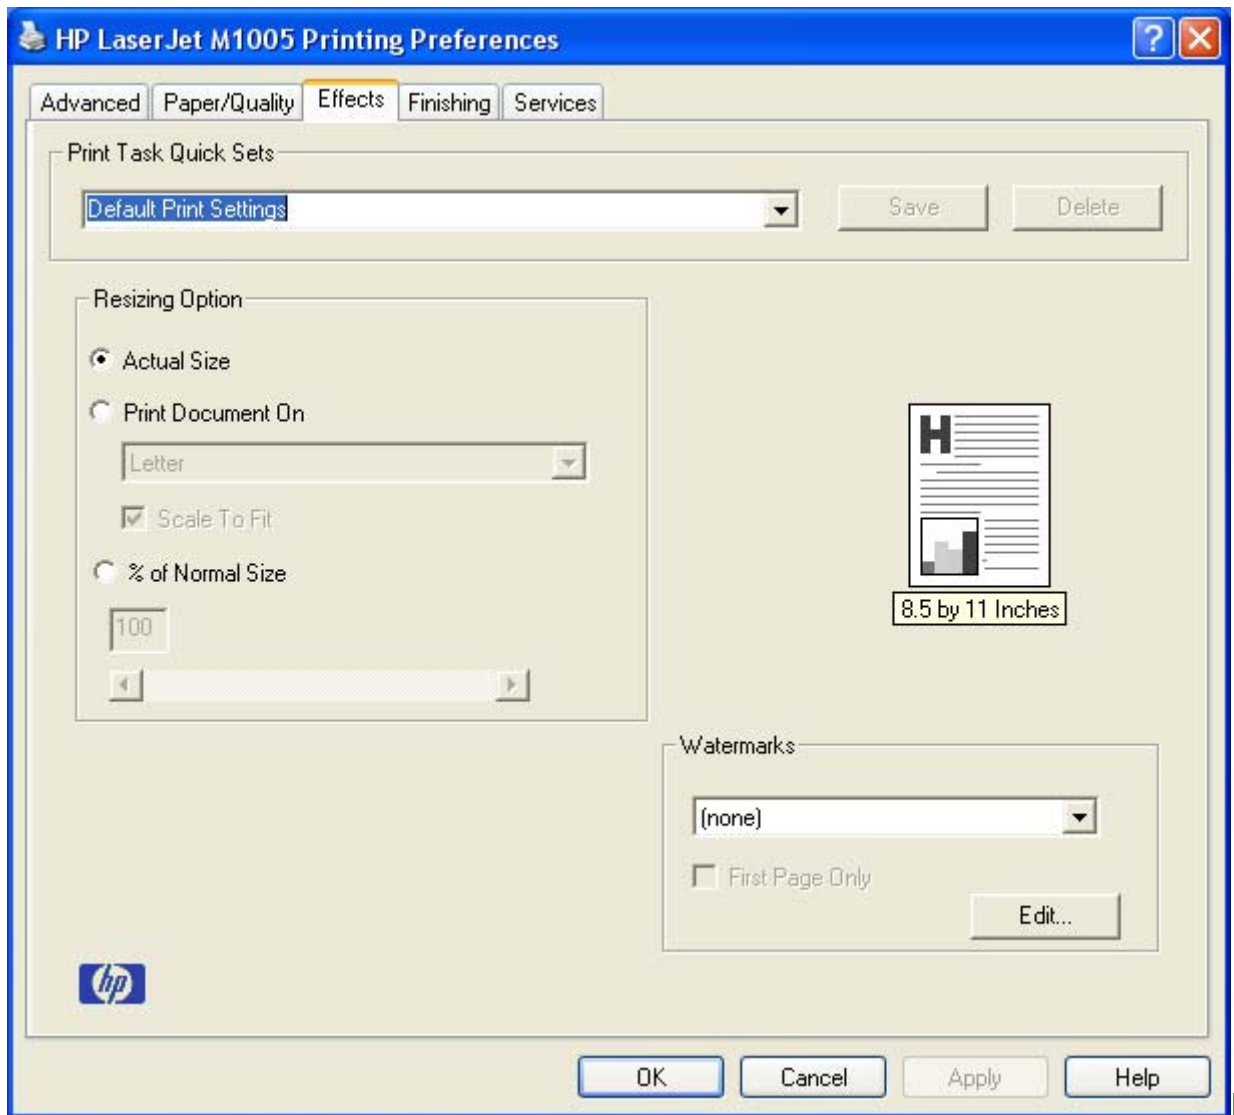 HP LaserJet M1005 Printing Preferences
?
Advanced Paper/Quality Effects Finishing Services
Print Task Quick Sets
Default Print Settings Save Delete
Resizing Option
Actual Size
Print Document On
Letter
Scale To Fit
% of Normal Size
100
H
8.5 by 11 Inches
Watermarks
(none)
First Page Only
Edit...
hp
OK Cancel Apply Help